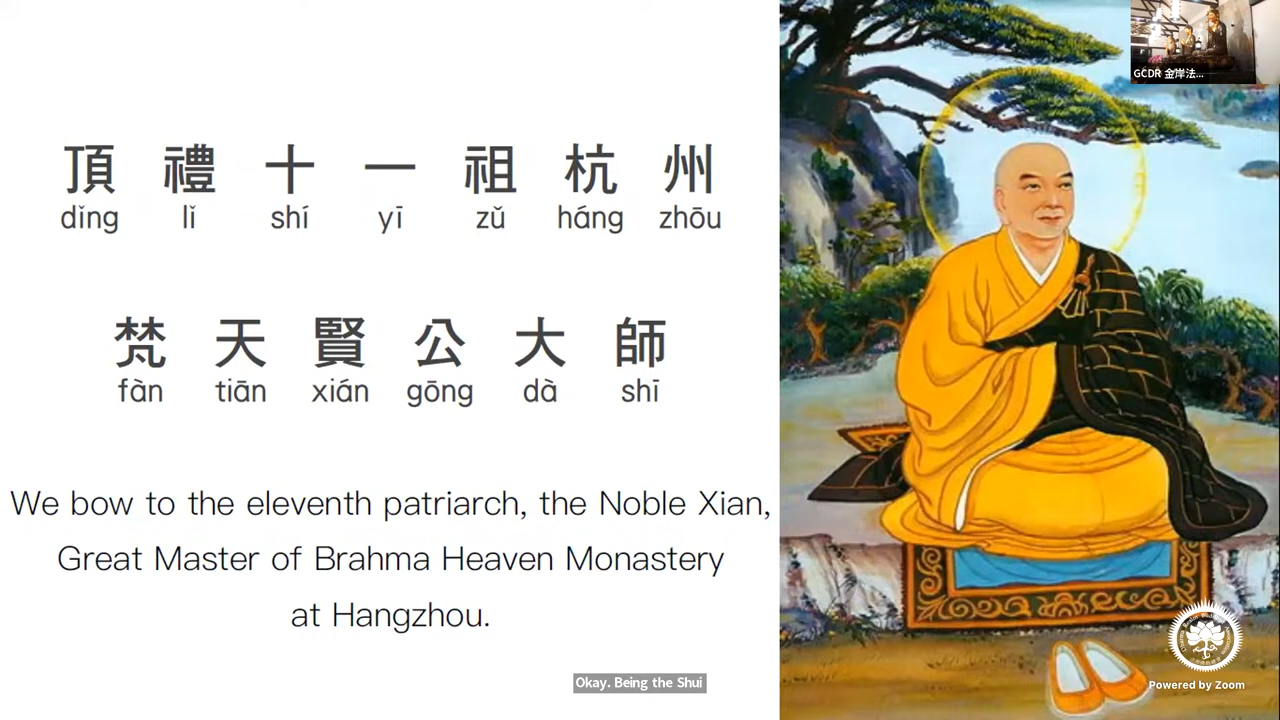 頂禮十一祖杭州
dǐng lǐ shí yī zǔ háng zhōu
梵天賢公大師
fàn tiān xián gōng dà shī
We bow to the eleventh patriarch, the Noble Xian,
Great Master of Brahma Heaven Monastery
at Hangzhou.
Okay. Being the Shui
GCDR 金岸法...
Powered by Zoom